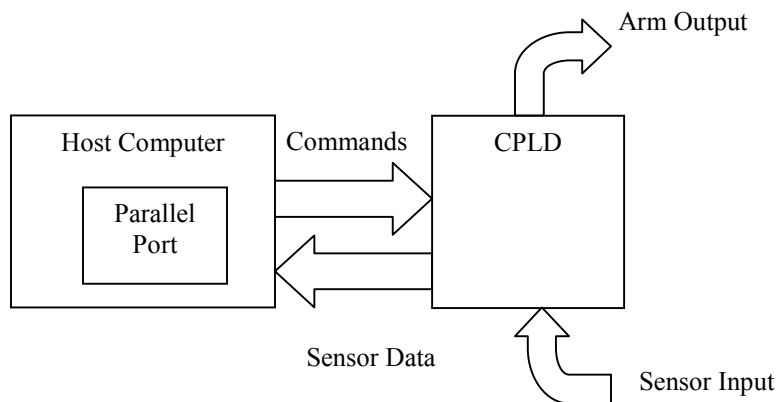 Arm Output
Host Computer
Commands
CPLD
Parallel
Port
Sensor Data
Sensor Input